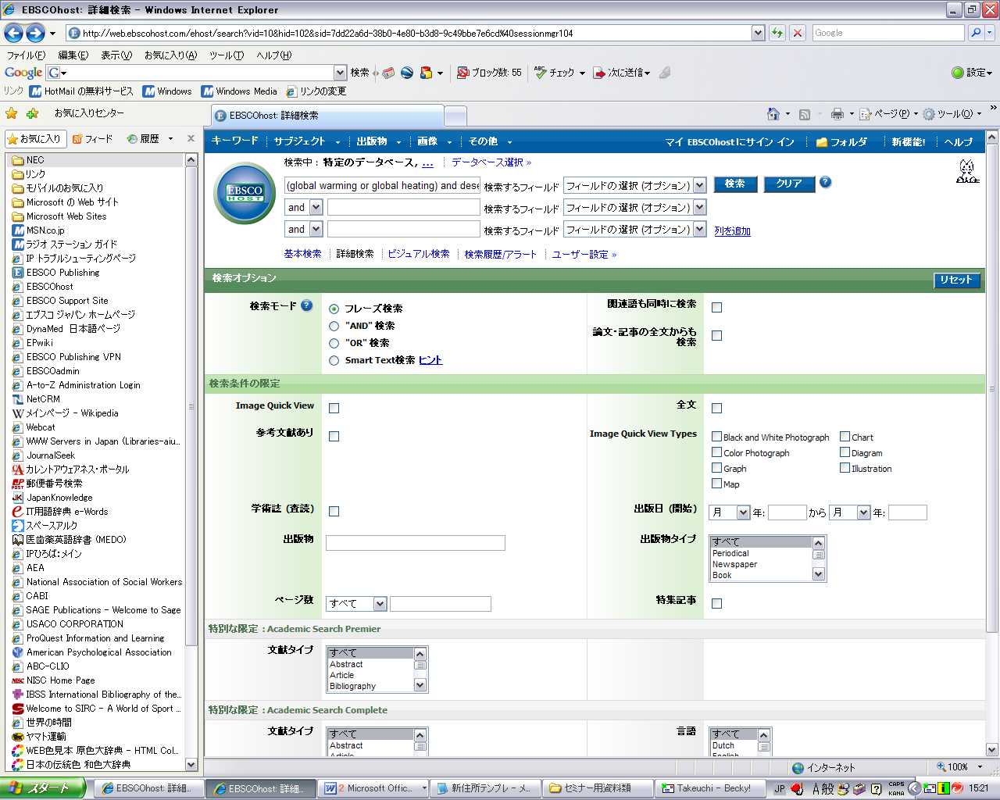 EBSCOhost: 詳細検索 - Windows Internet Explorer
http://web.ebscohost.com/ehost/search?vid=10&hid=102&sid=7dd22a6d-38b0-4e80-b3d8-9c49bbe7e6cd%40sessionmgr104
Google
ファイル(F) 編集(E) 表示(V) お気に入り(A) ツール(T) ヘルプ(H)
Google G 検索 ブロック数: 55 ABC チェック 次に送信 設定
リンク HotMail の無料サービス Windows Windows Media リンクの変更
お気に入りセンター EBSCOhost: 詳細検索 ページ(P) ツール(O) »
お気に入り フィード 履歴
NEC
リンク
モバイルのお気に入り
Microsoft の Web サイト
Microsoft Web Sites
MSN.co.jp
ラジオ ステーション ガイド
IP トラブルシューティングページ
EBSCO Publishing
EBSCOhost
EBSCO Support Site
エブスコ ジャパン ホームページ
DynaMed 日本語ページ
EPwiki
EBSCO Publishing VPN
EBSCOadmin
A-to-Z Administration Login
NetCRM
メインページ - Wikipedia
Webcat
WWW Servers in Japan (Libraries-aiu...
JournalSeek
カレントアウェアネス・ポータル
郵便番号検索
JapanKnowledge
IT用語辞典 e-Words
スペースアルク
医歯薬英語辞書 (MEDO)
IPひろば:メイン
AEA
National Association of Social Workers
CABI
SAGE Publications - Welcome to Sage
USACO CORPORATION
ProQuest Information and Learning
American Psychological Association
ABC-CLIO
NISC Home Page
IBSS International Bibliography of the...
Welcome to SIRC - A World of Sport ...
世界の時間
ヤマト運輸
WEB色見本 原色大辞典 - HTML Col...
日本の伝統色 和色大辞典
キーワード サブジェクト 出版物 画像 その他 マイ EBSCOhostにサイン イン フォルダ 新機能! ヘルプ
EBSCO HOST
検索中 : 特定のデータベース, ... データベース選択 »
(global warming or global heating) and dese 検索するフィールド フィールドの選択 (オプション) 検索 クリア
and 検索するフィールド フィールドの選択 (オプション)
and 検索するフィールド フィールドの選択 (オプション) 列を追加
基本検索 詳細検索 ビジュアル検索 検索履歴/アラート ユーザー設定 »
検索オプション リセット
検索モード フレーズ検索
"AND" 検索
"OR" 検索
Smart Text検索 ヒント
関連語も同時に検索
論文・記事の全文からも
検索
検索条件の限定
Image Quick View 全文
参考文献あり Image Quick View Types
Black and White Photograph Chart
Color Photograph Diagram
Graph Illustration
Map
学術誌 (査読) 出版日 (開始) 月 年: から 月 年:
出版物 出版物タイプ
すべて
Periodical
Newspaper
Book
ページ数 すべて 特集記事
特別な限定 : Academic Search Premier
文献タイプ
すべて
Abstract
Article
Bibliography
特別な限定 : Academic Search Complete
文献タイプ
すべて
Abstract
Article
言語
すべて
Dutch
English
インターネット 100%
スタート EBSCOhost: 詳細... EBSCOhost: 詳細... 2 Microsoft Offic... 新住所テンプレ - メ... セミナー用資料類 Takeuchi - Becky! JP A 般 CAPS KANA 15:21